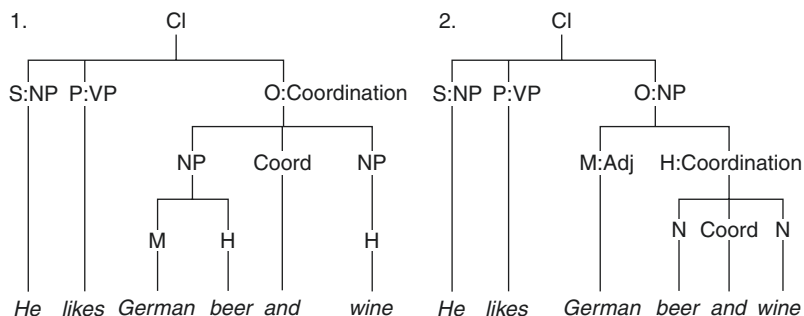 1. Cl 2. Cl
S:NP P:VP O:Coordination S:NP P:VP O:NP
NP Coord NP M:Adj H:Coordination
M H H N Coord N
He likes German beer and wine He likes German beer and wine